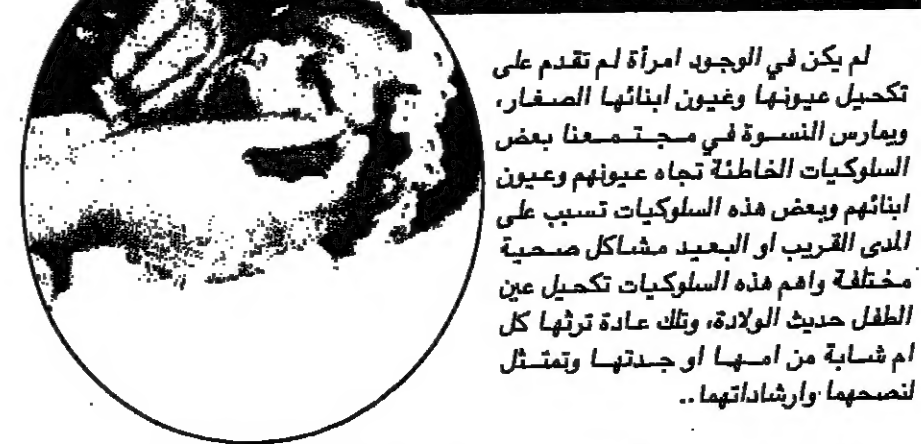 لم يكن في الوجود امرأة لم تقدم على
تكحيل عيونها وغيون ابنائها الصغار،
ويمارس النسوة في مجتمعنا بعض
السلوكيات الخاطئة تجاه عيونهم وعيون
ابنائهم وبعض هذه السلوكيات تسبب على
المدى القريب او البعيد مشاكل صحية
مختلفة واهم هذه السلوكيات تكحيل عين
الطفل حديث الولادة، وتلك عادة ترثها كل
ام شابة من امها او جدتها وتمتثل
لنصحهما وارشاداتهما..